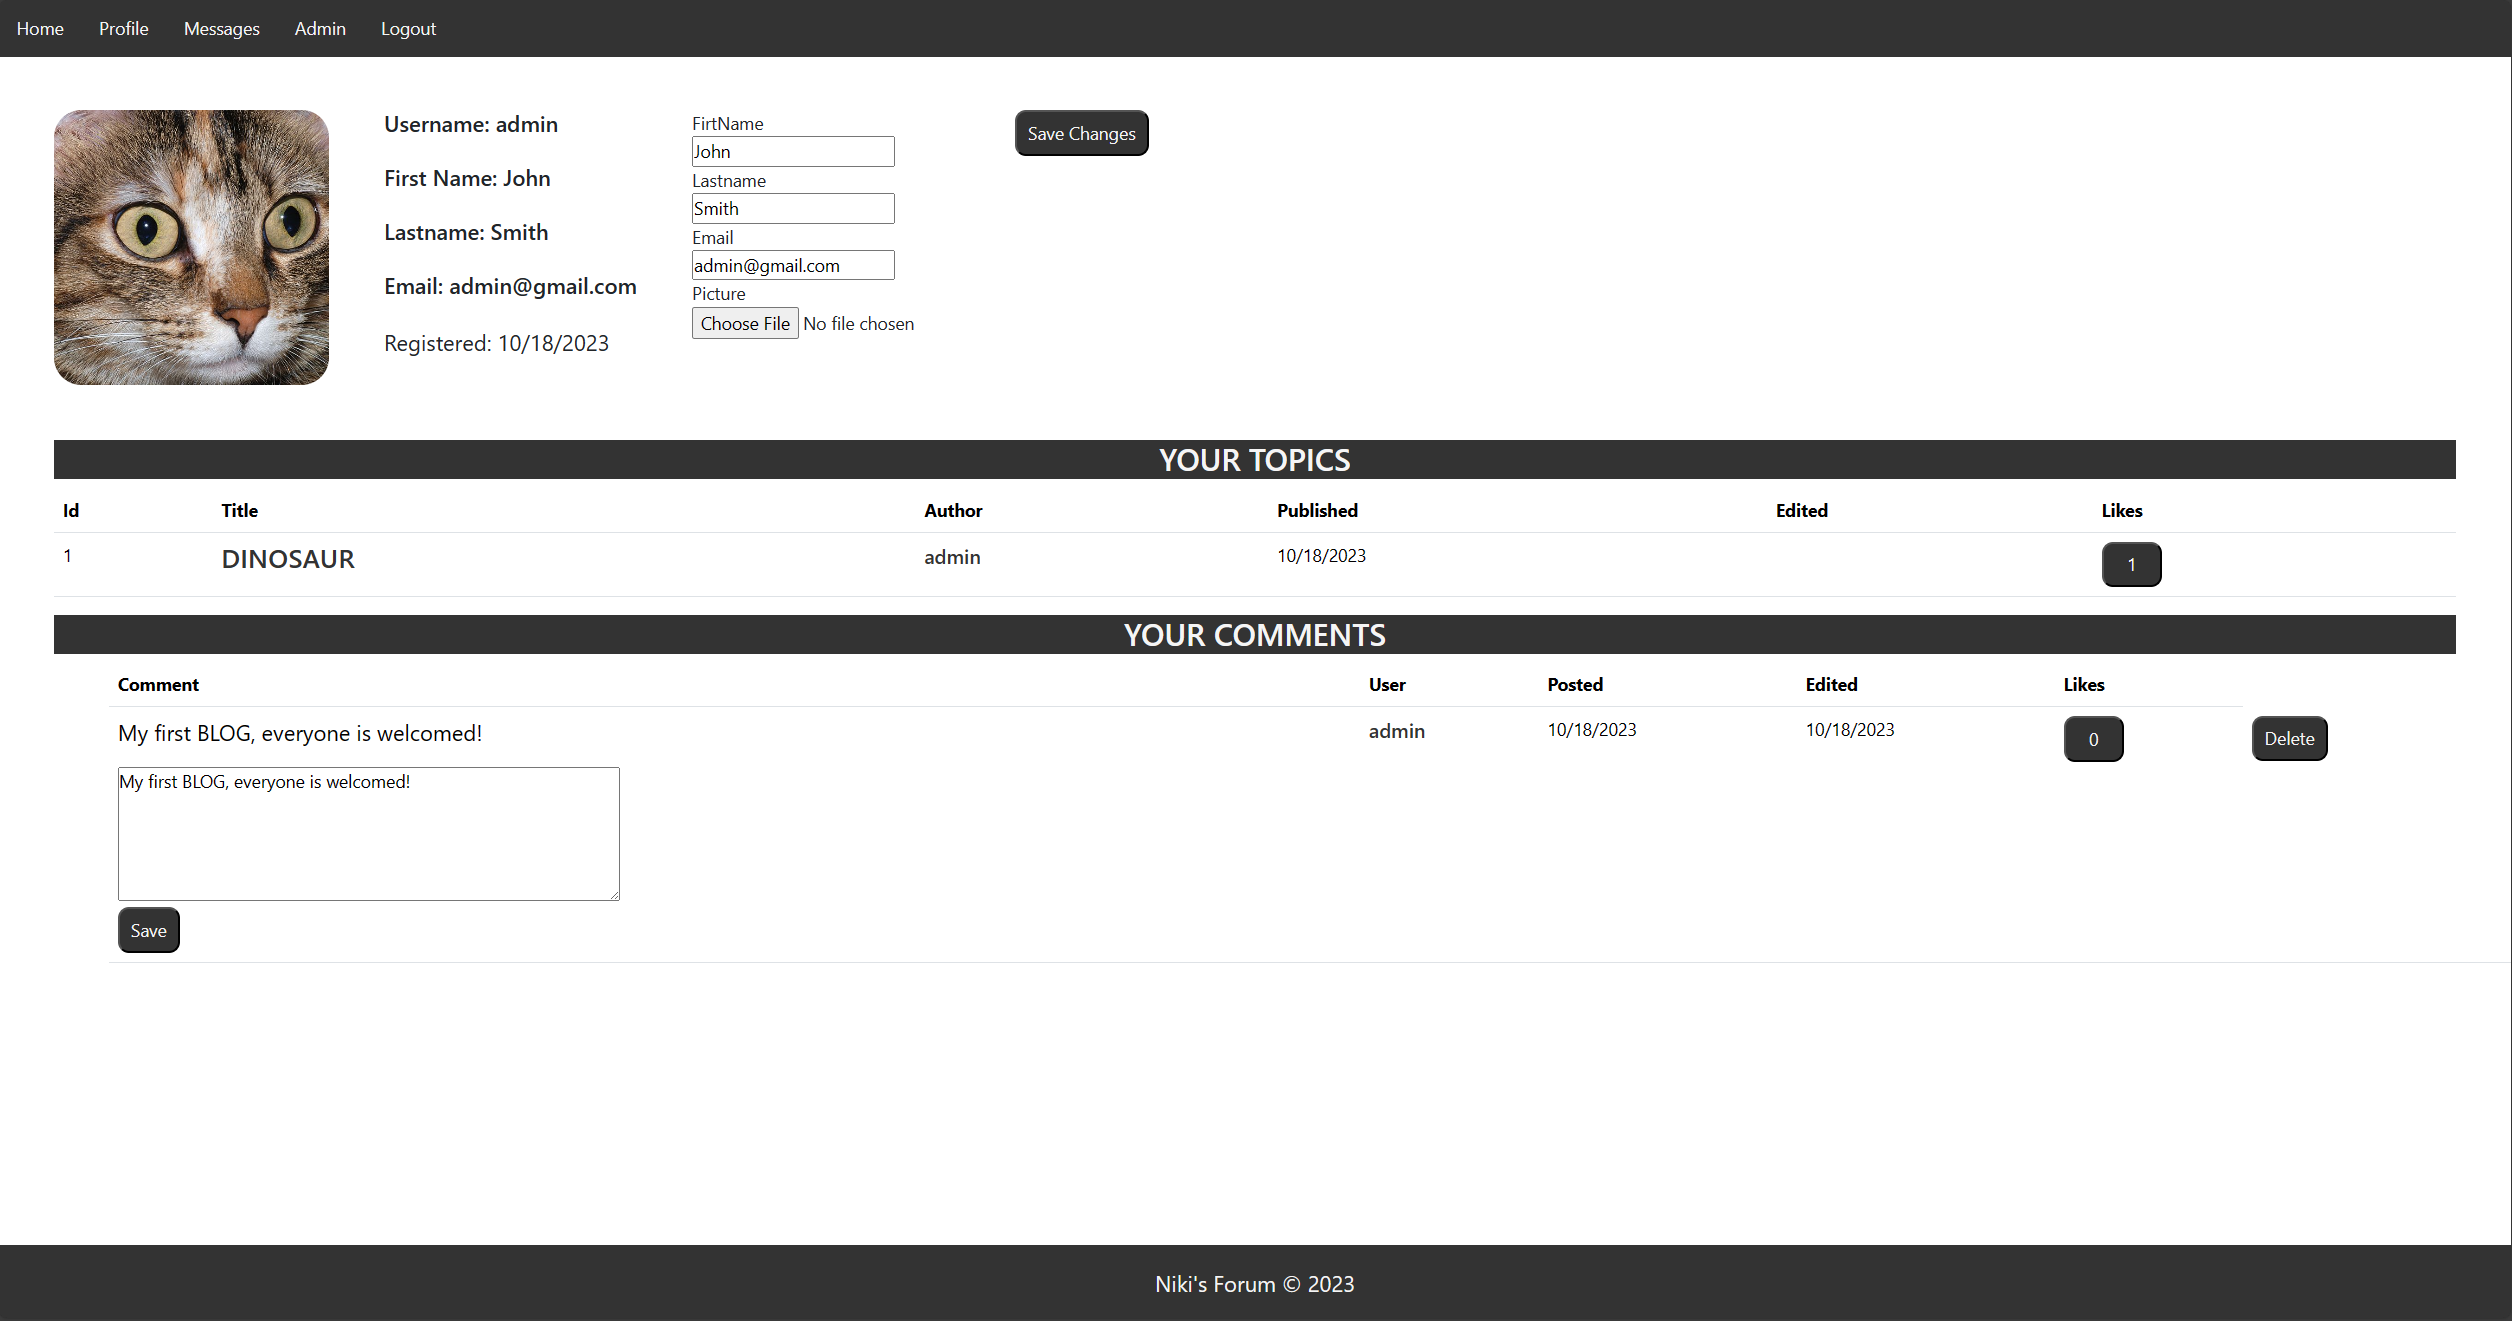 Home Profile Messages Admin Logout
Username: admin
First Name: John
Lastname: Smith
Email: admin@gmail.com
Registered: 10/18/2023
FirtName
John
Lastname
Smith
Email
admin@gmail.com
Picture
Choose File No file chosen
Save Changes
YOUR TOPICS
Id Title Author Published Edited Likes
1 DINOSAUR admin 10/18/2023 1
YOUR COMMENTS
Comment User Posted Edited Likes
My first BLOG, everyone is welcomed! admin 10/18/2023 10/18/2023 0 Delete
My first BLOG, everyone is welcomed!
Save
Niki's Forum © 2023